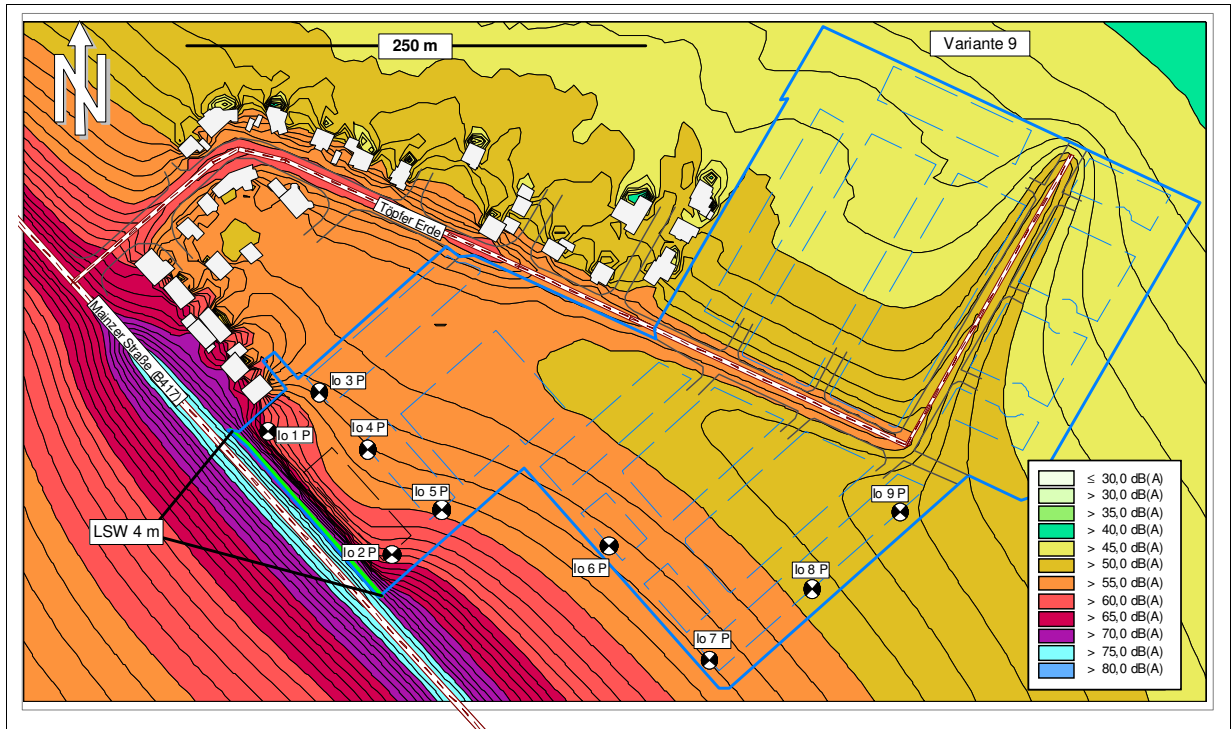 N
250 m
Variante 9
Töpfer Erde
Mainzer Straße (B417)
Io 3 P
Io 1 P
Io 4 P
Io 5 P
Io 9 P
LSW 4 m
Io 2 P
Io 6 P
Io 8 P
Io 7 P
≤ 30,0 dB(A)
> 30,0 dB(A)
> 35,0 dB(A)
> 40,0 dB(A)
> 45,0 dB(A)
> 50,0 dB(A)
> 55,0 dB(A)
> 60,0 dB(A)
> 65,0 dB(A)
> 70,0 dB(A)
> 75,0 dB(A)
> 80,0 dB(A)